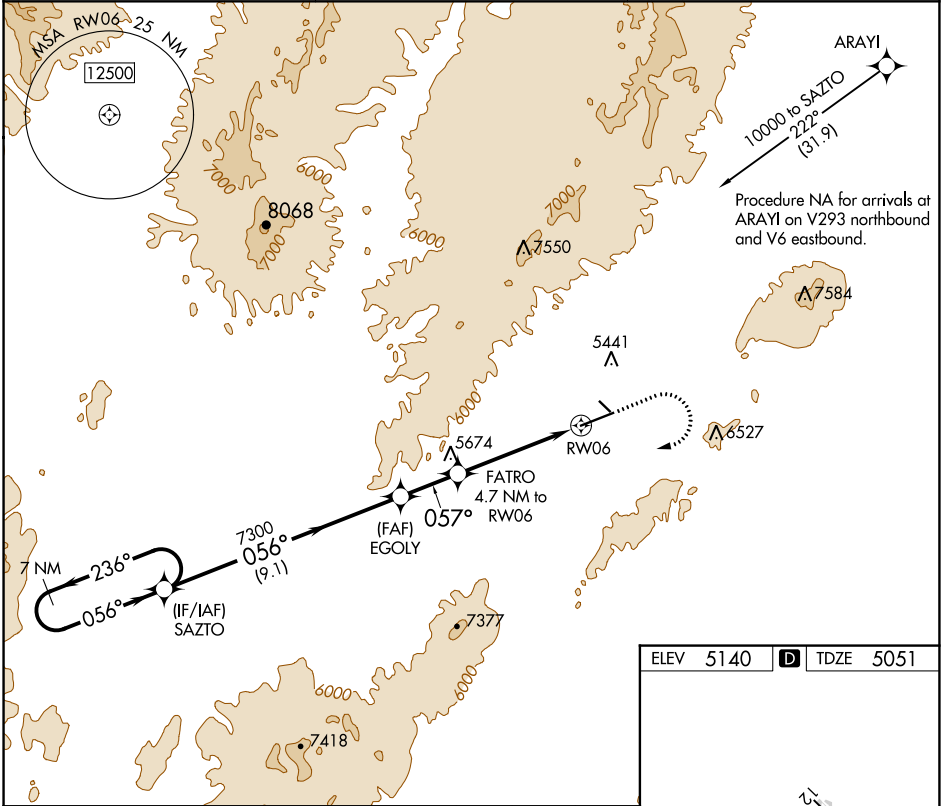 MSA RW06 25 NM
12500
ARAYI
10000 to SAZTO
222°
(31.9)
Procedure NA for arrivals at
ARAYI on V293 northbound
and V6 eastbound.
7000
6000
8068
7000
6000
7000
7550
7584
5441
6000
5674
6527
RW06
FATRO
4.7 NM to
RW06
057°
(FAF)
EGOLY
7300
056°
(9.1)
7 NM
236°
056°
(IF/IAF)
SAZTO
7377
6000
6000
7418
ELEV 5140 D TDZE 5051
12